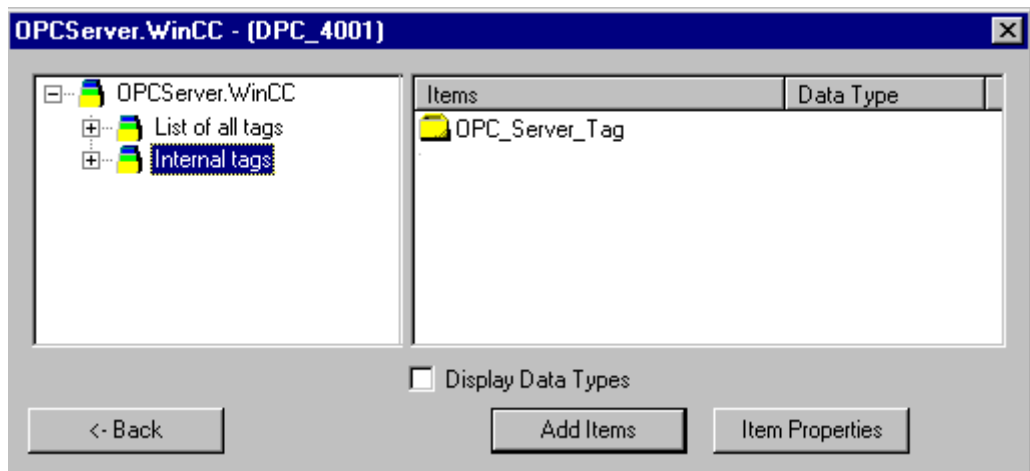 OPCServer.WinCC - (DPC_4001)
OPCServer.WinCC
List of all tags
Internal tags
Items Data Type
OPC_Server_Tag
Display Data Types
<- Back Add Items Item Properties